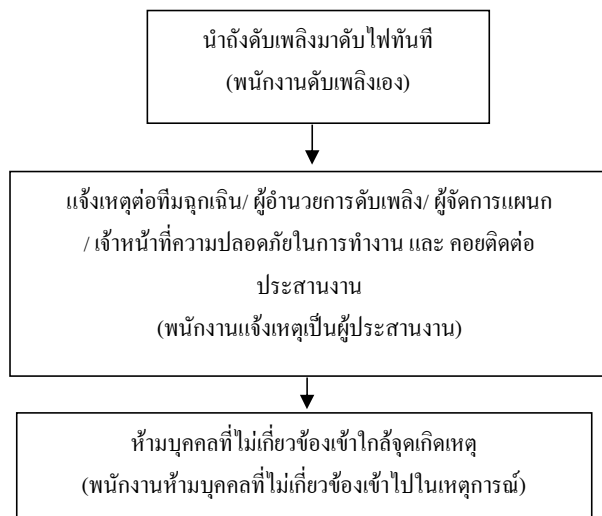 นำถังดับเพลิงมาดับไฟทันที
(พนักงานดับเพลิงเอง)
แจ้งเหตุต่อทีมฉุกเฉิน/ ผู้อำนวยการดับเพลิง/ ผู้จัดการแผนก
/ เจ้าหน้าที่ความปลอดภัยในการทำงาน และ คอยติดต่อ
ประสานงาน
(พนักงานแจ้งเหตุเป็นผู้ประสานงาน)
ห้ามบุคคลที่ไม่เกี่ยวข้องเข้าใกล้จุดเกิดเหตุ
(พนักงานห้ามบุคคลที่ไม่เกี่ยวข้องเข้าไปในเหตุการณ์)